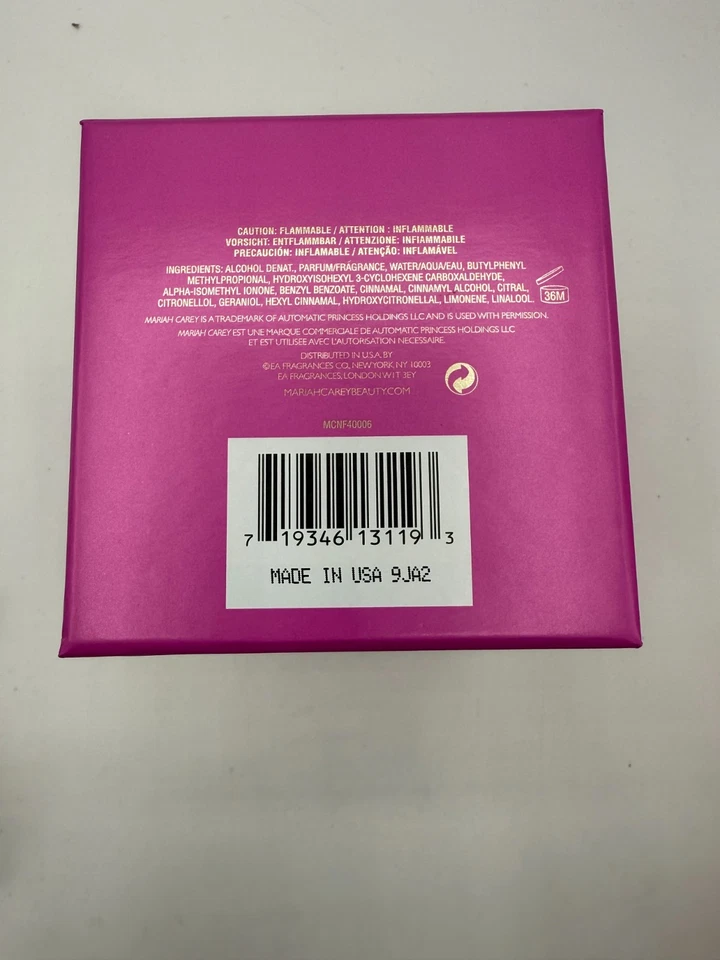 CAUTION: FLAMMABLE / ATTENTION : INFLAMMABLE
VORSICHT: ENTFLAMMBAR / ATTENZIONE: INFIAMMABILE
PRECAUCIÓN: INFLAMABLE / ATENÇÃO: INFLAMÁVEL
INGREDIENTS: ALCOHOL DENAT., PARFUM/FRAGRANCE, WATER/AQUA/EAU, BUTYLPHENYL
METHYLPROPIONAL, HYDROXYISOHEXYL 3-CYCLOHEXENE CARBOXALDEHYDE,
ALPHA-ISOMETHYL IONONE, BENZYL BENZOATE, CINNAMAL, CINNAMYL ALCOHOL, CITRAL,
CITRONELLOL, GERANIOL, HEXYL CINNAMAL, HYDROXYCITRONELLAL, LIMONENE, LINALOOL.
36M
MARIAH CAREY IS A TRADEMARK OF AUTOMATIC PRINCESS HOLDINGS LLC AND IS USED WITH PERMISSION.
MARIAH CAREY EST UNE MARQUE COMMERCIALE DE AUTOMATIC PRINCESS HOLDINGS LLC
ET EST UTILISÉE AVEC L'AUTORISATION NÉCESSAIRE.
DISTRIBUTED IN U.S.A. BY
©EA FRAGRANCES CO., NEW YORK, NY 10003
EA FRAGRANCES, LONDON W1T 3EY
MARIAHCAREYBEAUTY.COM
MCNF40006
7 19346 13119 3
MADE IN USA 9JA2